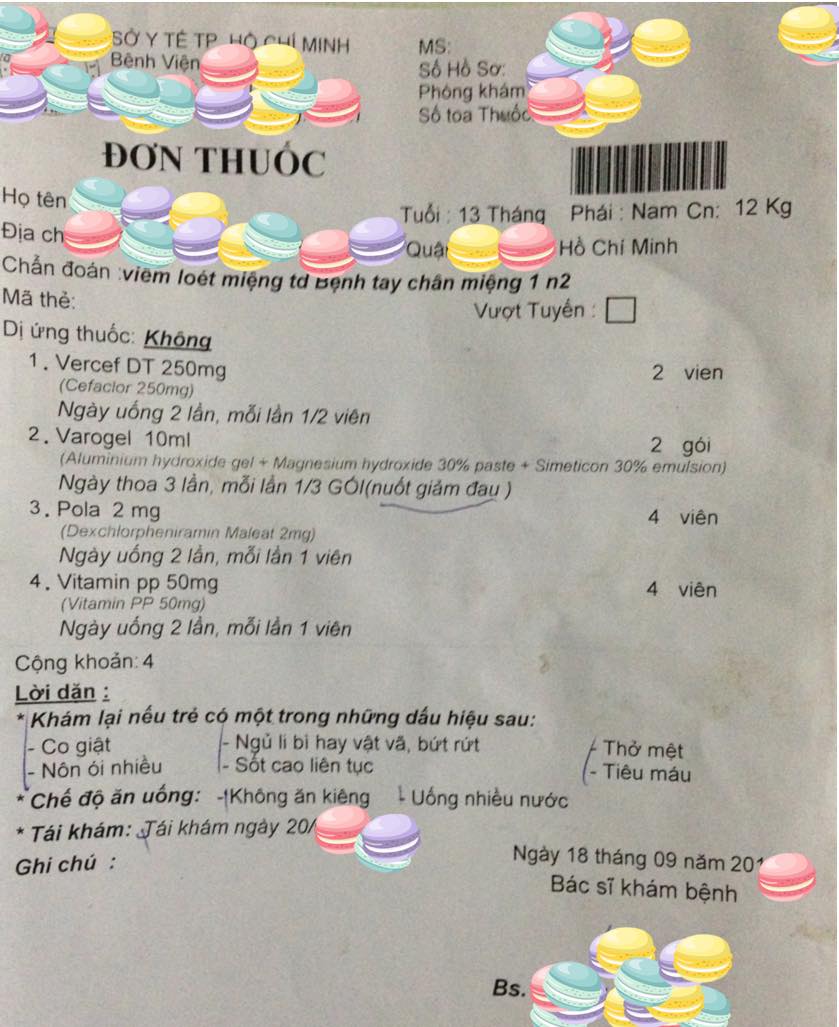 SỞ Y TẾ TP. HỒ CHÍ MINH
Bệnh Viện
MS:
Số Hồ Sơ:
Phòng khám
Số toa Thuốc
ĐƠN THUỐC
Họ tên
Tuổi : 13 Tháng Phái : Nam Cn: 12 Kg
Địa ch
Quậ Hồ Chí Minh
Chẩn đoán :viêm loét miệng td Bệnh tay chân miệng 1 n2
Mã thẻ:
Vượt Tuyến :
Dị ứng thuốc: Không
1. Vercef DT 250mg 2 vien
(Cefaclor 250mg)
Ngày uống 2 lần, mỗi lần 1/2 viên
2. Varogel 10ml 2 gói
(Aluminium hydroxide gel + Magnesium hydroxide 30% paste + Simeticon 30% emulsion)
Ngày thoa 3 lần, mỗi lần 1/3 GÓI(nuốt giảm đau )
3. Pola 2 mg 4 viên
(Dexchlorpheniramin Maleat 2mg)
Ngày uống 2 lần, mỗi lần 1 viên
4. Vitamin pp 50mg 4 viên
(Vitamin PP 50mg)
Ngày uống 2 lần, mỗi lần 1 viên
Cộng khoản: 4
Lời dặn :
* Khám lại nếu trẻ có một trong những dấu hiệu sau:
- Co giật - Ngủ li bì hay vật vã, bứt rứt - Thở mệt
- Nôn ói nhiều - Sốt cao liên tục - Tiêu máu
* Chế độ ăn uống: - Không ăn kiêng - Uống nhiều nước
* Tái khám: Tái khám ngày 20/
Ghi chú :
Ngày 18 tháng 09 năm 201
Bác sĩ khám bệnh
Bs.